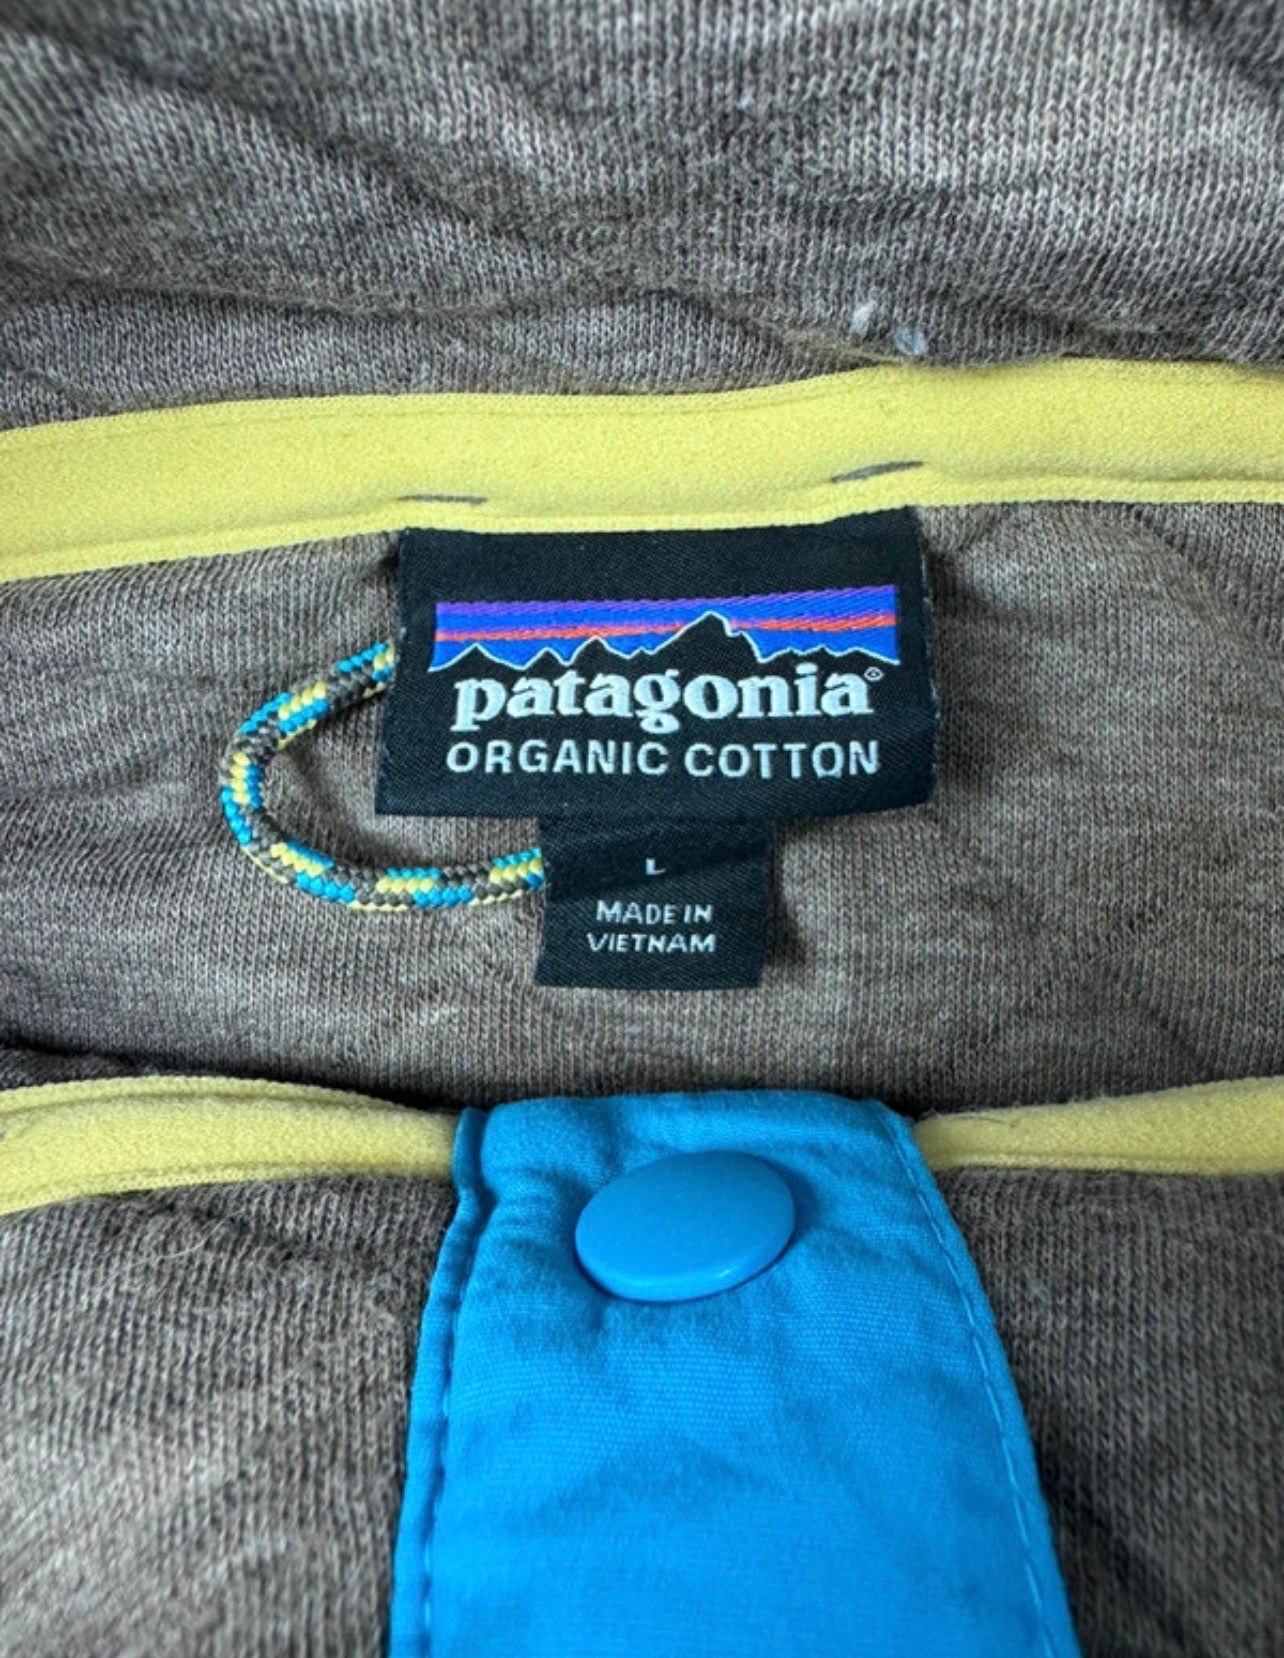 patagonia®
ORGANIC COTTON
L
MADE IN
VIETNAM